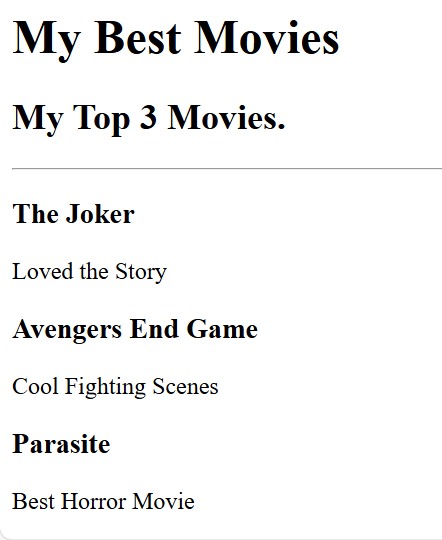 My Best Movies
My Top 3 Movies.
The Joker
Loved the Story
Avengers End Game
Cool Fighting Scenes
Parasite
Best Horror Movie